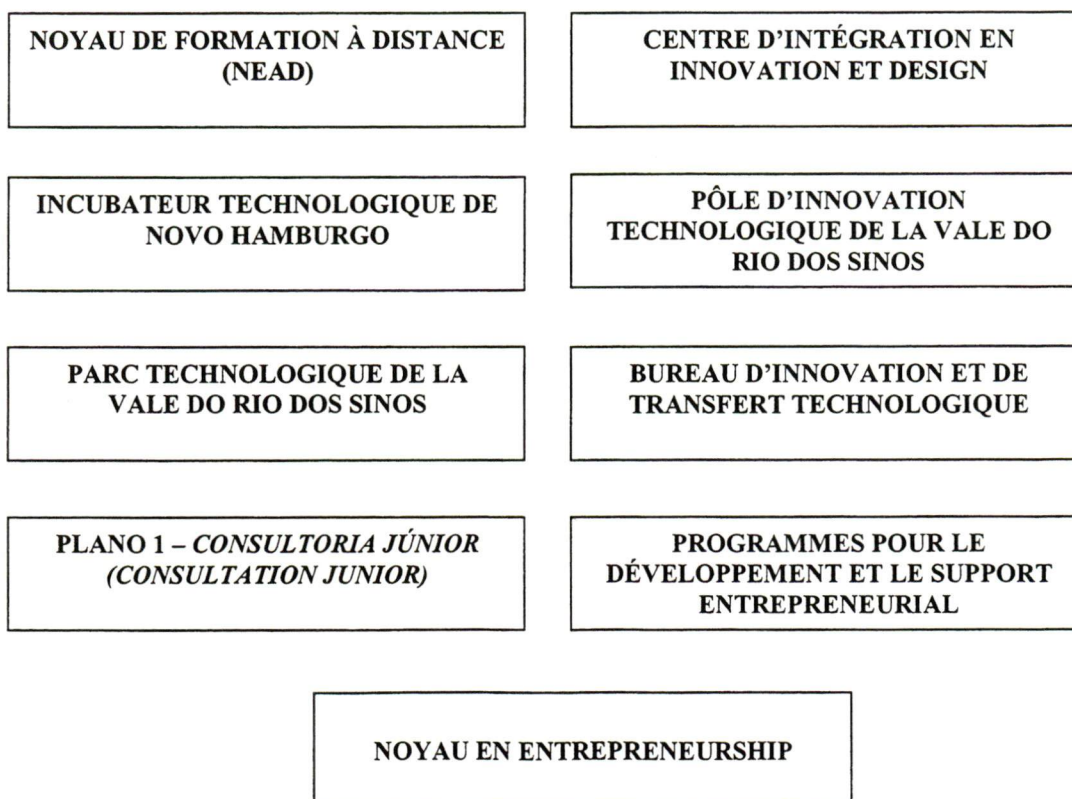 NOYAU DE FORMATION À DISTANCE
(NEAD)
CENTRE D'INTÉGRATION EN
INNOVATION ET DESIGN
INCUBATEUR TECHNOLOGIQUE DE
NOVO HAMBURGO
PÔLE D'INNOVATION
TECHNOLOGIQUE DE LA VALE DO
RIO DOS SINOS
PARC TECHNOLOGIQUE DE LA
VALE DO RIO DOS SINOS
BUREAU D'INNOVATION ET DE
TRANSFERT TECHNOLOGIQUE
PLANO 1 – CONSULTORIA JÚNIOR
(CONSULTATION JUNIOR)
PROGRAMMES POUR LE
DÉVELOPPEMENT ET LE SUPPORT
ENTREPRENEURIAL
NOYAU EN ENTREPRENEURSHIP